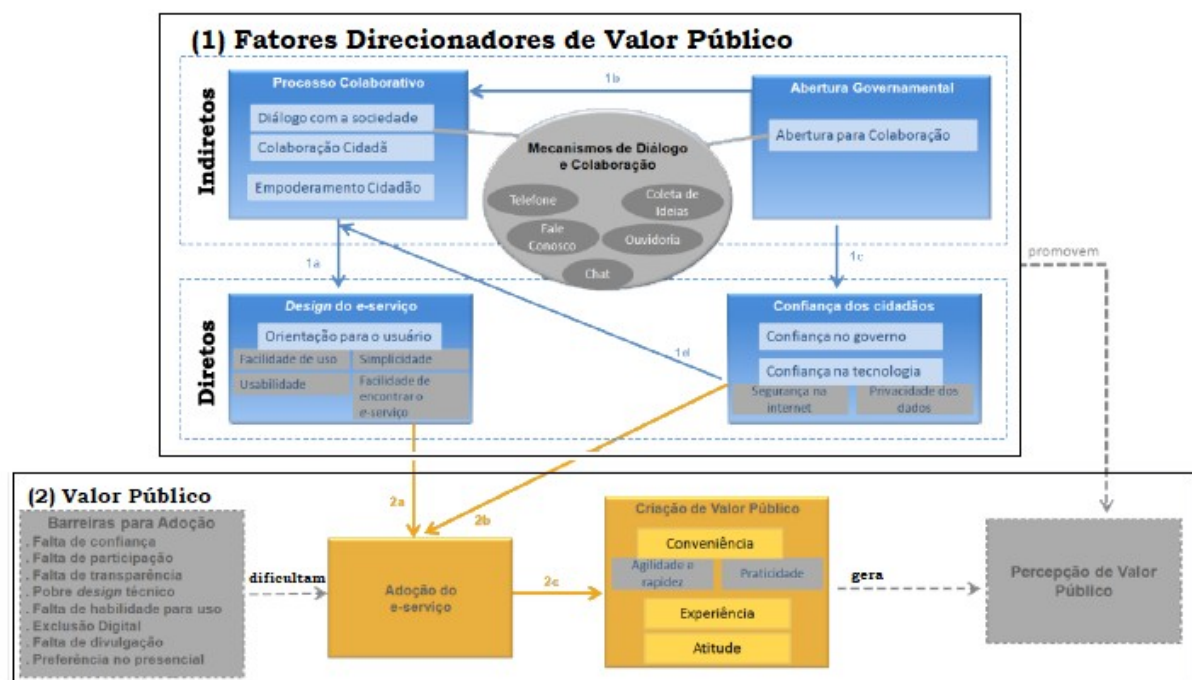 (1) Fatores Direcionadores de Valor Público
Indiretos
Processo Colaborativo
Diálogo com a sociedade
Colaboração Cidadã
Empoderamento Cidadão
1b
Abertura Governamental
Abertura para Colaboração
Mecanismos de Diálogo
e Colaboração
Telefone
Coleta de
Ideias
Fale
Conosco
Ouvidoria
Chat
1a
1c
promovem
Diretos
Design do e-serviço
Orientação para o usuário
Facilidade de uso
Simplicidade
Usabilidade
Facilidade de
encontrar o
e-serviço
1d
Confiança dos cidadãos
Confiança no governo
Confiança na tecnologia
Segurança na
internet
Privacidade dos
dados
(2) Valor Público
Barreiras para Adoção
. Falta de confiança
. Falta de participação
. Falta de transparência
. Pobre design técnico
. Falta de habilidade para uso
. Exclusão Digital
. Falta de divulgação
. Preferência no presencial
dificultam
2a
2b
Adoção do
e-serviço
2c
Criação de Valor Público
Conveniência
Agilidade e
rapidez
Praticidade
Experiência
Atitude
gera
Percepção de Valor
Público